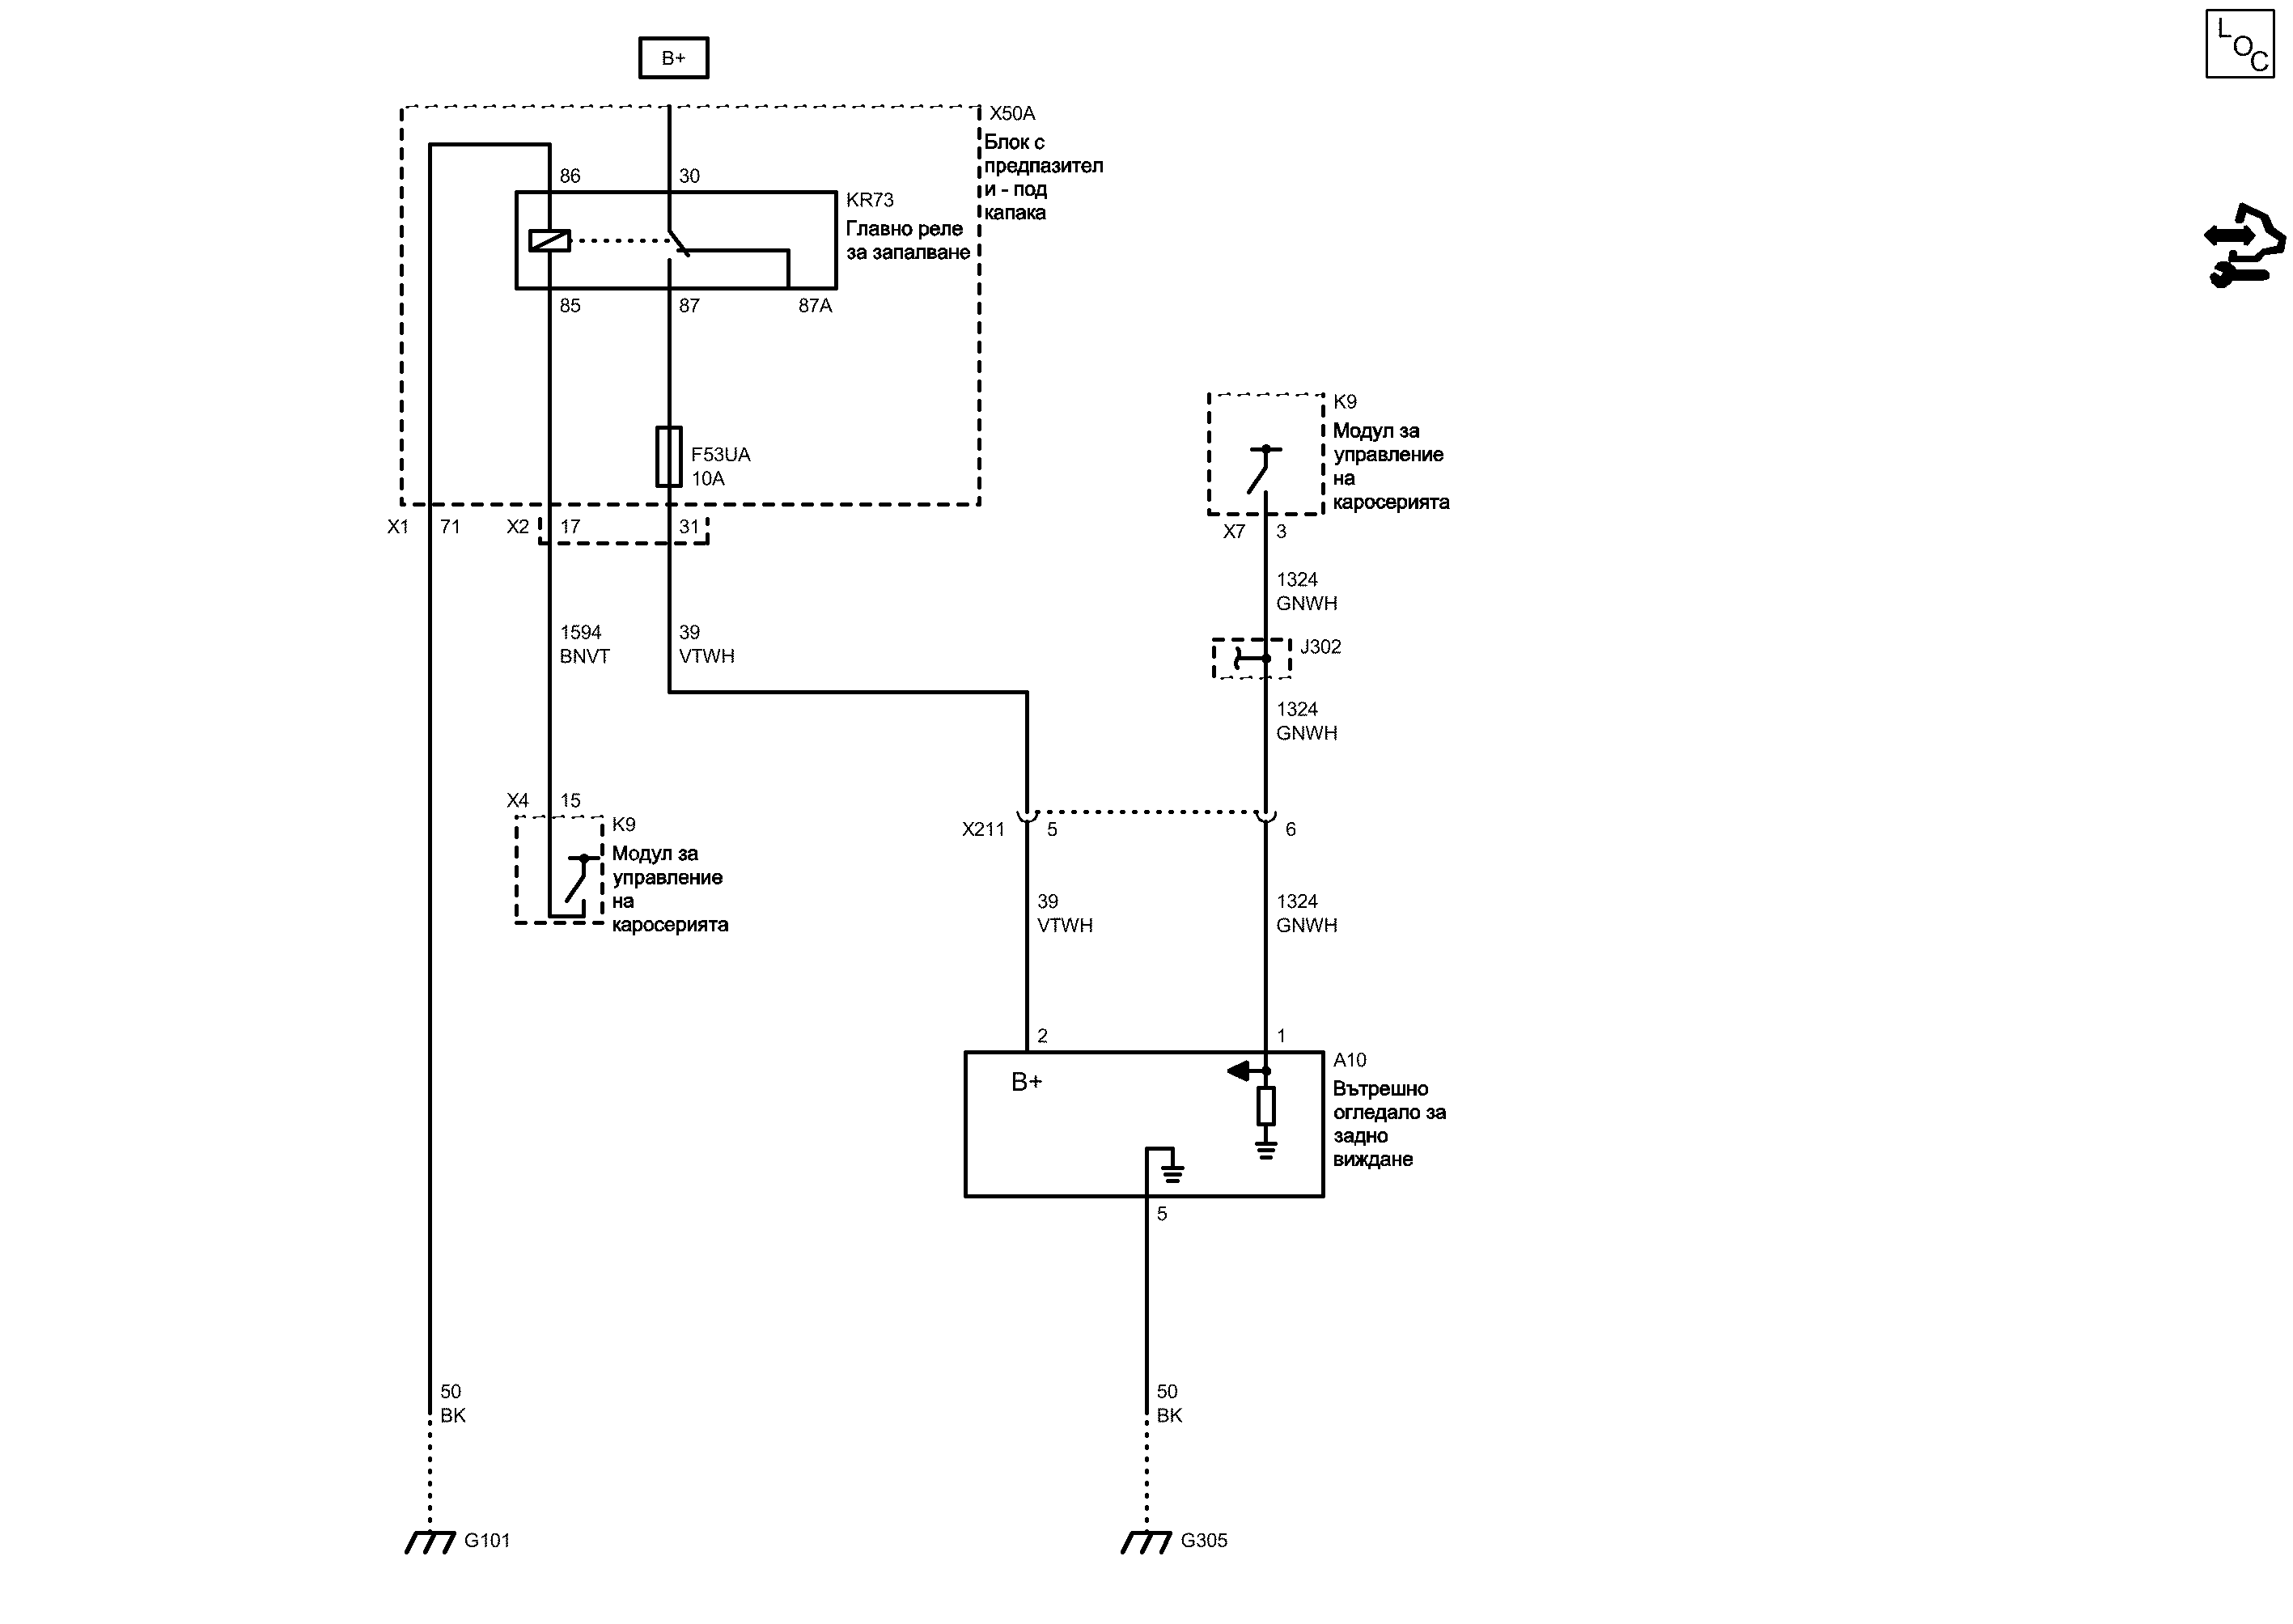 B+
LOC
X50A
Блок с
предпазител
и - под
капака
86
30
KR73
Главно реле
за запалване
85
87
87A
F53UA
10A
K9
Модул за
управление
на
каросерията
X1
71
X2
17
31
X7
3
1324
GNWH
1594
BNVT
39
VTWH
J302
1324
GNWH
X4
15
K9
Модул за
управление
на
каросерията
X211
5
6
39
VTWH
1324
GNWH
2
1
A10
Вътрешно
огледало за
задно
виждане
B+
5
50
BK
50
BK
G101
G305